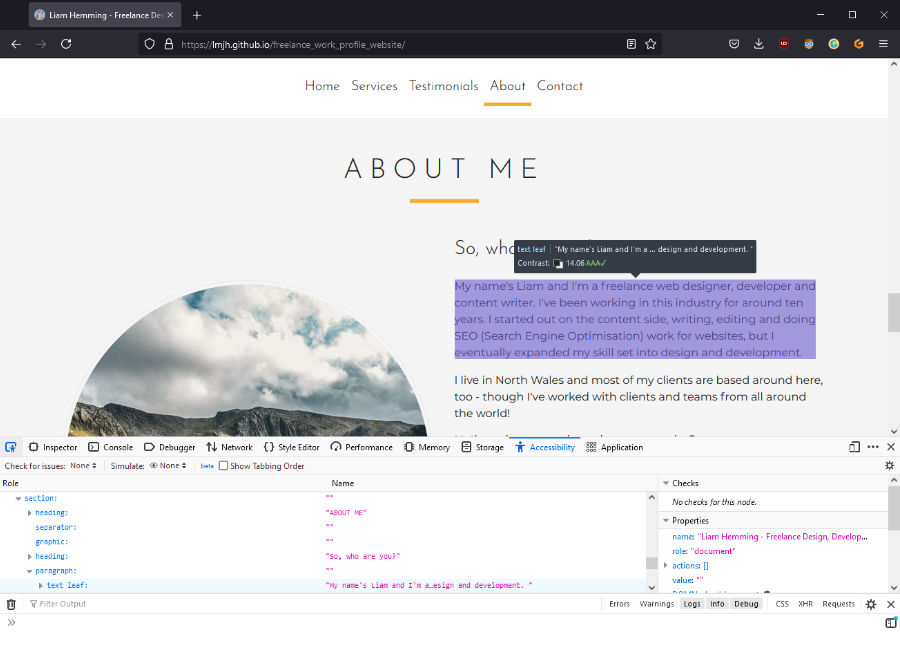 Liam Hemming - Freelance Des
https://lmjh.github.io/freelance_work_profile_website/
Home Services Testimonials About Contact
ABOUT ME
So, who
text leaf "My name's Liam and I'm a ... design and development. "
Contrast: 14.06 AAA✓
My name's Liam and I'm a freelance web designer, developer and
content writer. I've been working in this industry for around ten
years. I started out on the content side, writing, editing and doing
SEO (Search Engine Optimisation) work for websites, but I
eventually expanded my skill set into design and development.
I live in North Wales and most of my clients are based around here,
too - though I've worked with clients and teams from all around
the world!
Inspector Console Debugger Network Style Editor Performance Memory Storage Accessibility Application
Check for issues: None Simulate: None beta Show Tabbing Order
Role Name Checks
section: "" No checks for this node.
heading: "ABOUT ME"
separator: "" Properties
graphic: "" name: "Liam Hemming - Freelance Design, Develop...
heading: "So, who are you?" role: "document"
paragraph: "" actions: []
text leaf: "My name's Liam and I'm a…esign and development. " value: ""
Filter Output Errors Warnings Logs Info Debug CSS XHR Requests